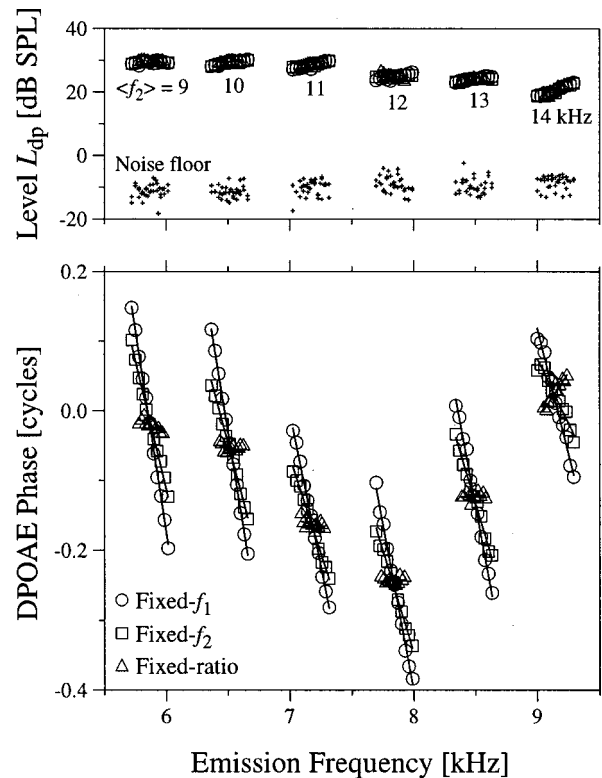 Level Ldp [dB SPL]
40
20
0
-20
<f2> = 9
10
11
12
13
14 kHz
Noise floor
DPOAE Phase [cycles]
0.2
0.0
-0.2
-0.4
Fixed-f1
Fixed-f2
Fixed-ratio
6
7
8
9
Emission Frequency [kHz]